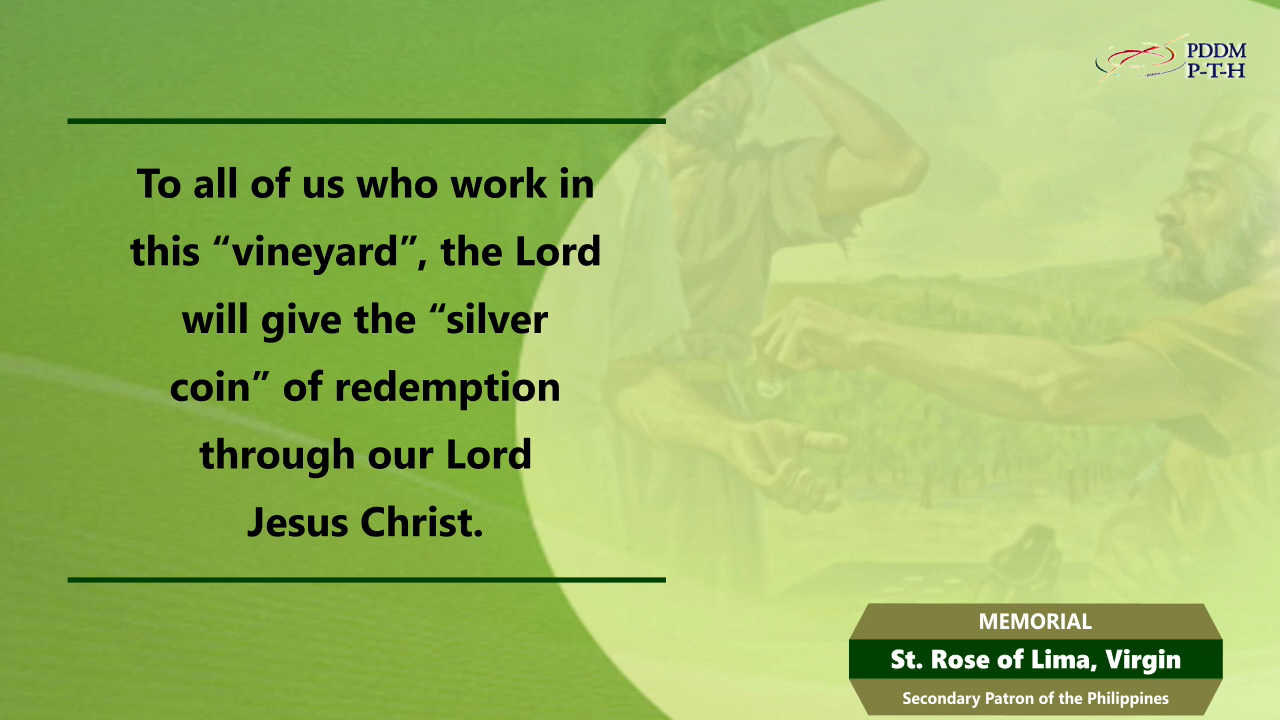 PDDM
P-T-H
To all of us who work in
this “vineyard”, the Lord
will give the “silver
coin” of redemption
through our Lord
Jesus Christ.
MEMORIAL
St. Rose of Lima, Virgin
Secondary Patron of the Philippines